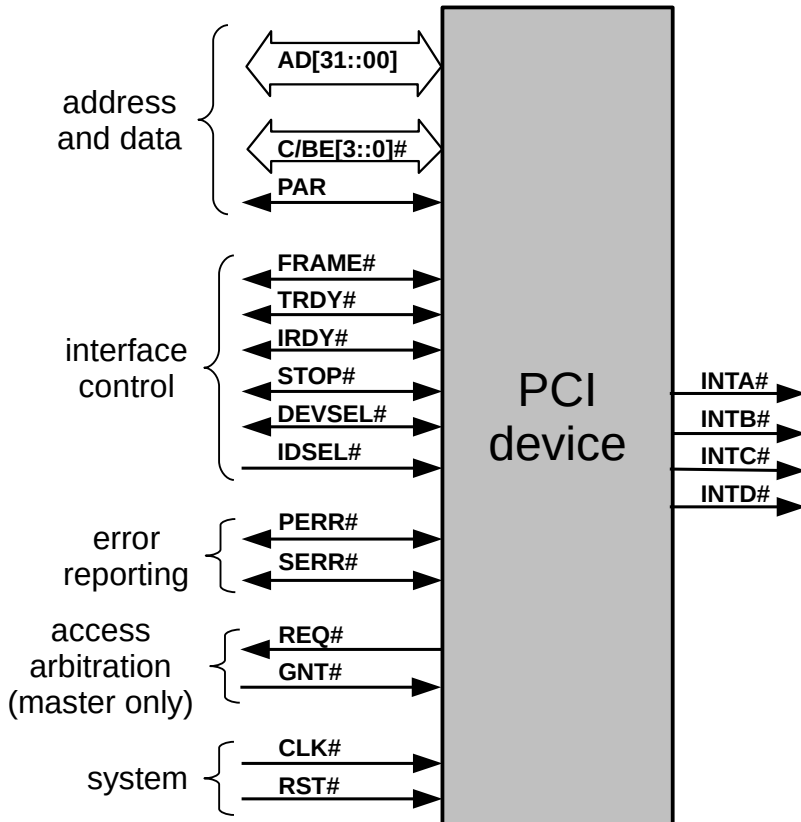 address
and data
AD[31::00]
C/BE[3::0]#
PAR
interface
control
FRAME#
TRDY#
IRDY#
STOP#
DEVSEL#
IDSEL#
error
reporting
PERR#
SERR#
access
arbitration
(master only)
REQ#
GNT#
system
CLK#
RST#
PCI
device
INTA#
INTB#
INTC#
INTD#